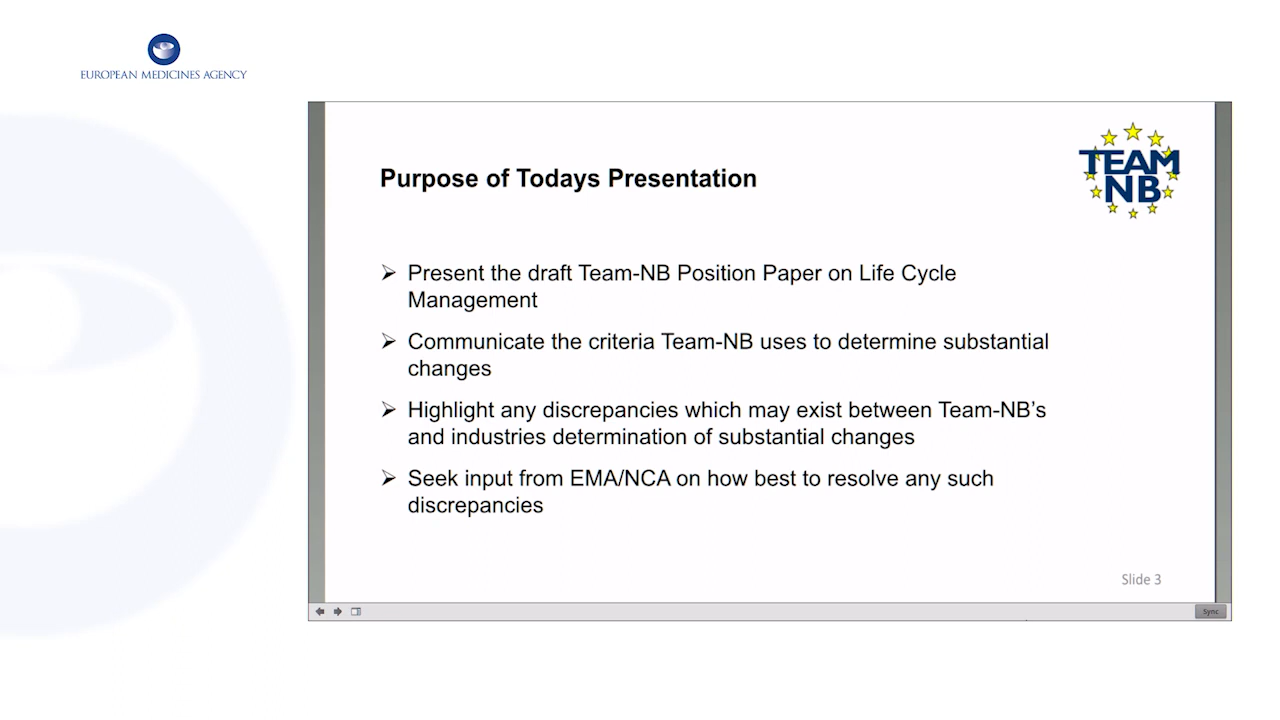 EUROPEAN MEDICINES AGENCY
TEAM
NB
Purpose of Todays Presentation
➢ Present the draft Team-NB Position Paper on Life Cycle
Management
➢ Communicate the criteria Team-NB uses to determine substantial
changes
➢ Highlight any discrepancies which may exist between Team-NB’s
and industries determination of substantial changes
➢ Seek input from EMA/NCA on how best to resolve any such
discrepancies
Slide 3
Sync